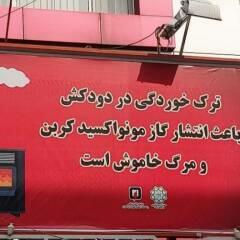 ترک خوردگی در دودکش
باعث انتشار گاز مونواکسید کربن
و مرگ خاموش است